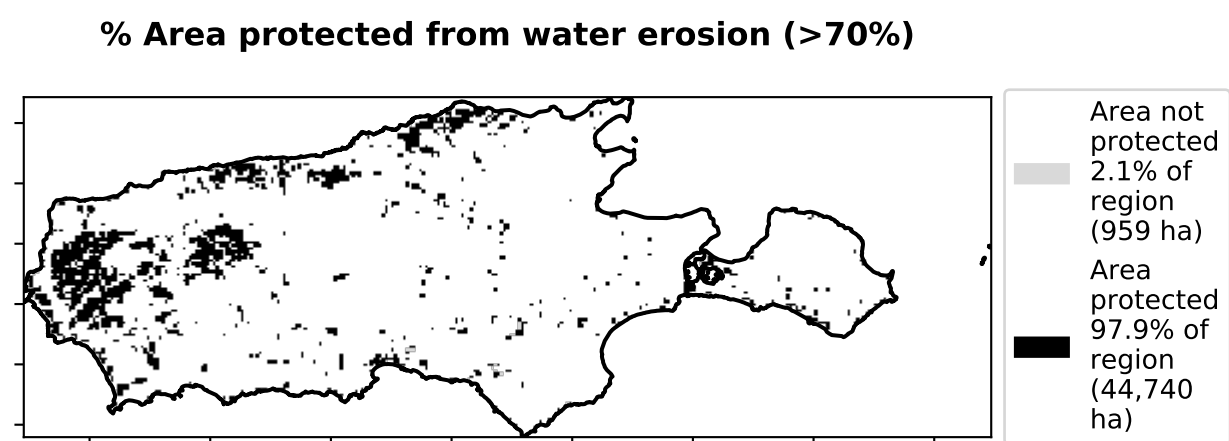 % Area protected from water erosion (>70%)
Area not
protected
2.1% of
region
(959 ha)
Area
protected
97.9% of
region
(44,740
ha)